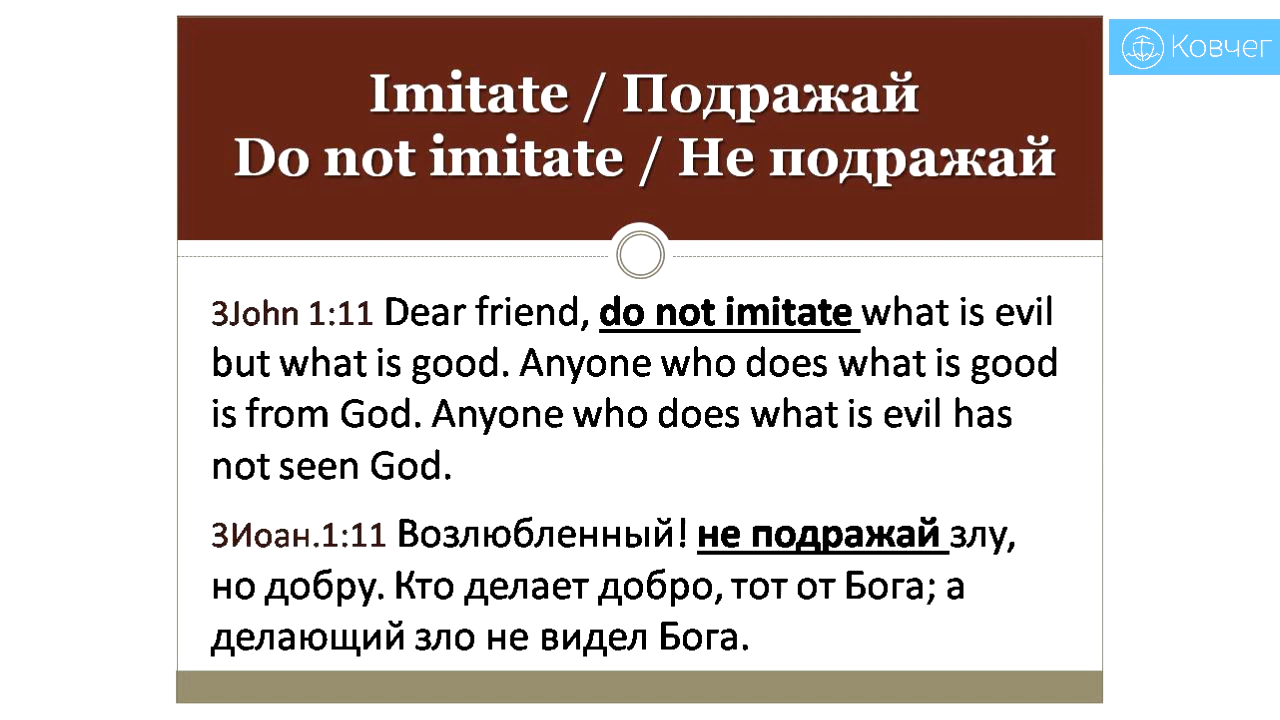 Ковчег
Imitate / Подражай
Do not imitate / Не подражай
3John 1:11 Dear friend, do not imitate what is evil
but what is good. Anyone who does what is good
is from God. Anyone who does what is evil has
not seen God.
3Иоан.1:11 Возлюбленный! не подражай злу,
но добру. Кто делает добро, тот от Бога; а
делающий зло не видел Бога.